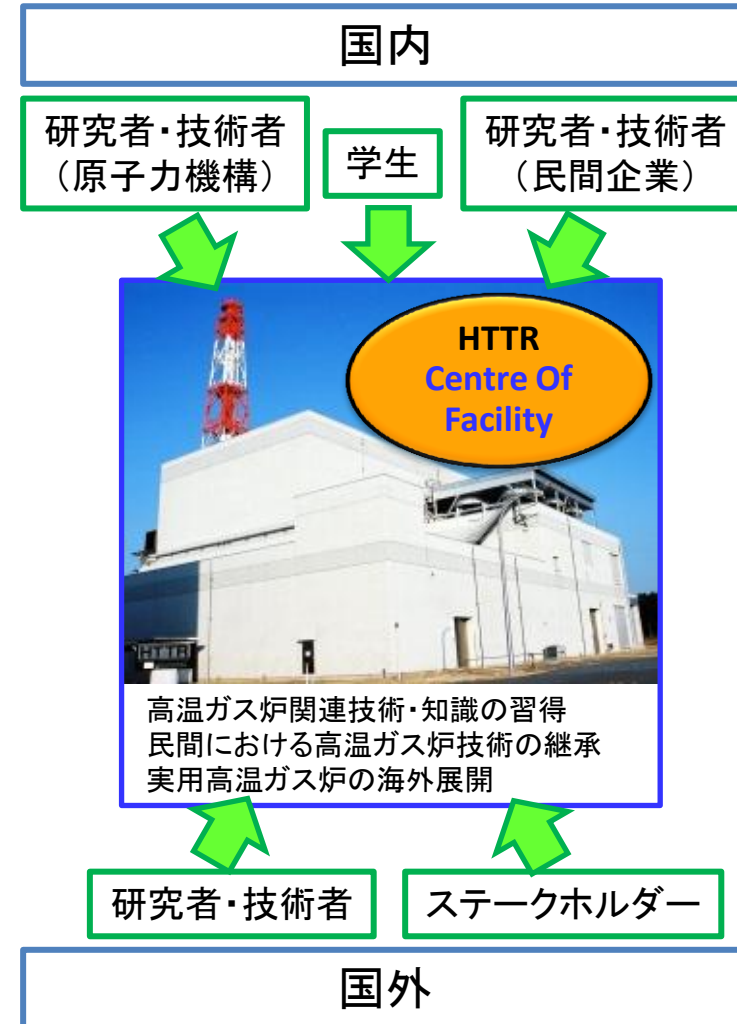 国内
研究者・技術者
（原子力機構）
学生
研究者・技術者
（民間企業）
HTTR
Centre Of
Facility
HTTR
高温ガス炉関連技術・知識の習得
民間における高温ガス炉技術の継承
実用高温ガス炉の海外展開
研究者・技術者
ステークホルダー
国外